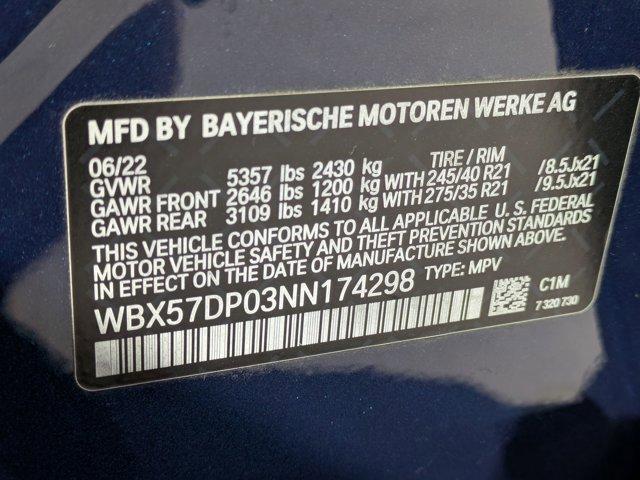 MFD BY BAYERISCHE MOTOREN WERKE AG
06/22 TIRE / RIM
GVWR 5357 lbs 2430 kg
GAWR FRONT 2646 lbs 1200 kg WITH 245/40 R21 /8.5Jx21
GAWR REAR 3109 lbs 1410 kg WITH 275/35 R21 /9.5Jx21
THIS VEHICLE CONFORMS TO ALL APPLICABLE U. S. FEDERAL
MOTOR VEHICLE SAFETY AND THEFT PREVENTION STANDARDS
IN EFFECT ON THE DATE OF MANUFACTURE SHOWN ABOVE.
WBX57DP03NN174298 TYPE: MPV
C1M
7 320 730